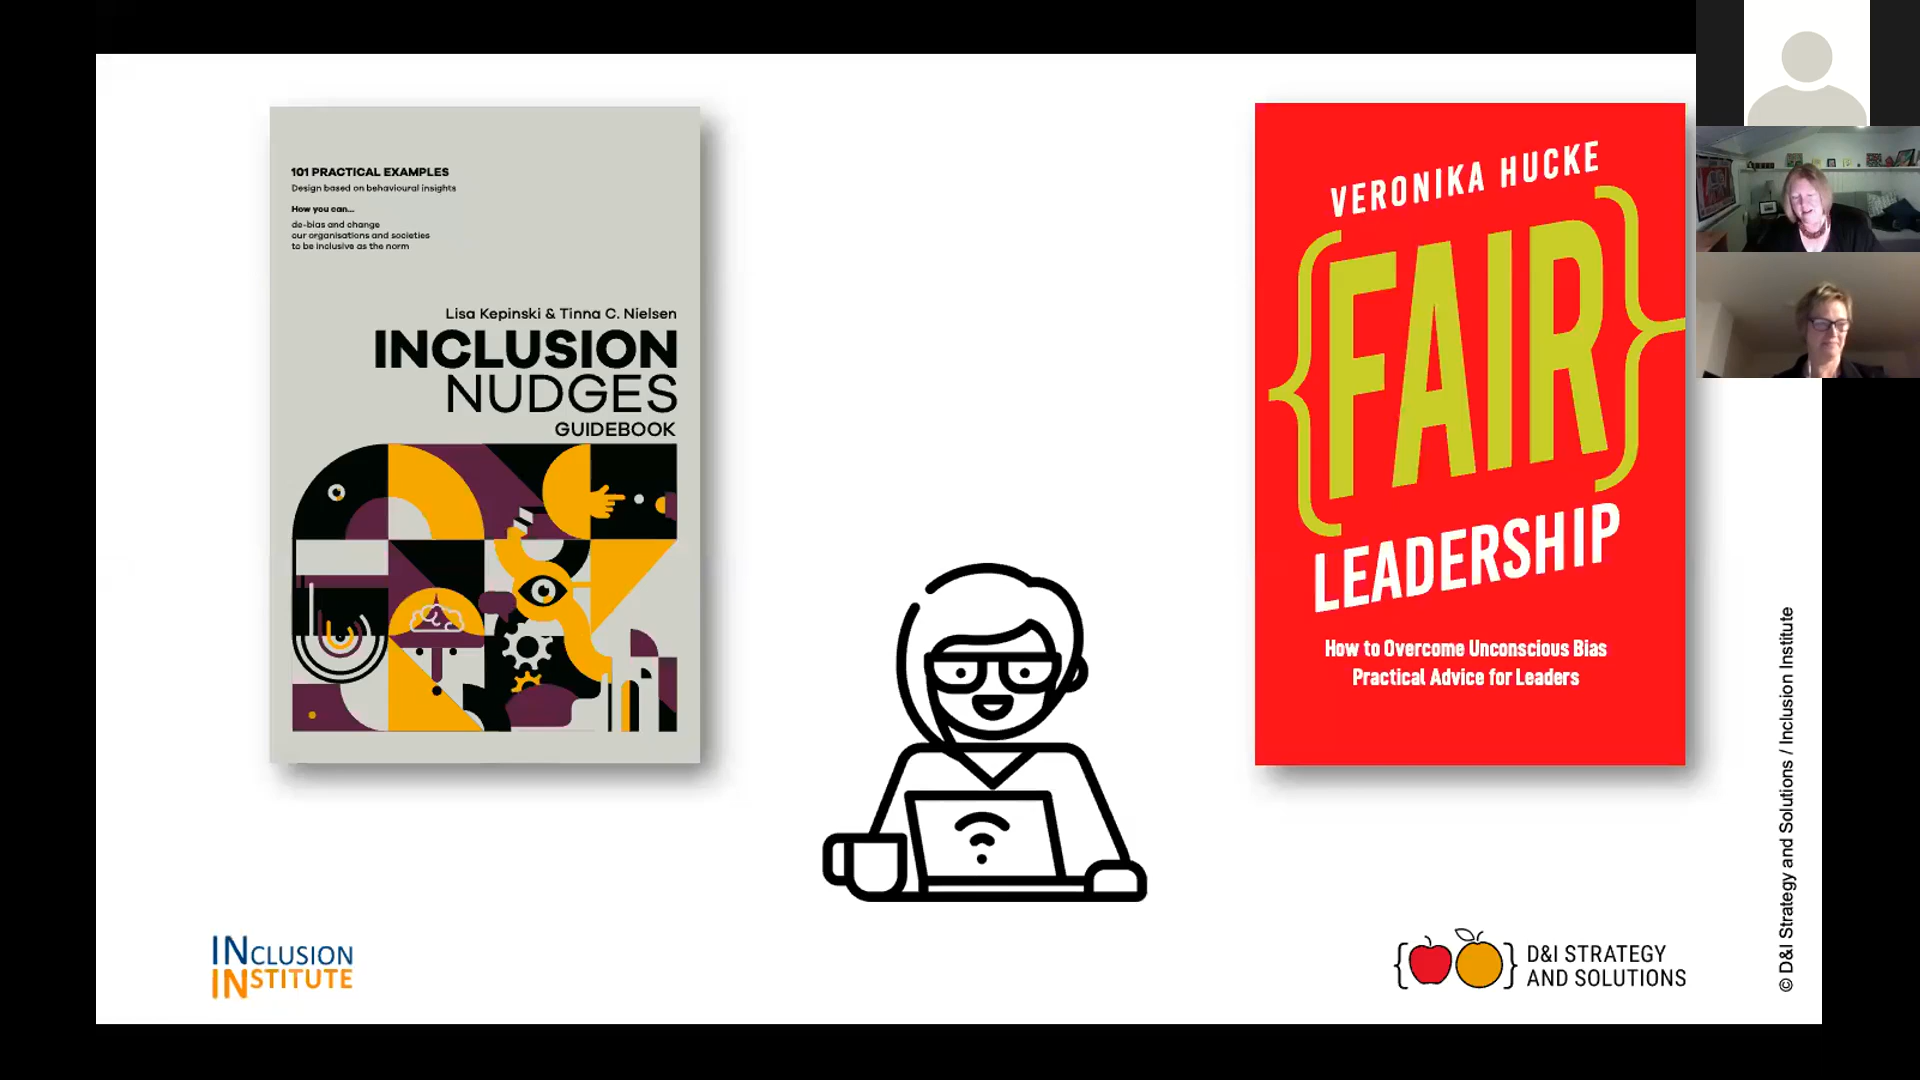 101 PRACTICAL EXAMPLES
Design based on behavioural insights
How you can...
de-bias and change
our organisations and societies
to be inclusive as the norm
Lisa Kepinski & Tinna C. Nielsen
INCLUSION
NUDGES
GUIDEBOOK
VERONIKA HUCKE
{FAIR}
LEADERSHIP
How to Overcome Unconscious Bias
Practical Advice for Leaders
INCLUSION
INSTITUTE
D&I STRATEGY
AND SOLUTIONS
© D&I Strategy and Solutions / Inclusion Institute